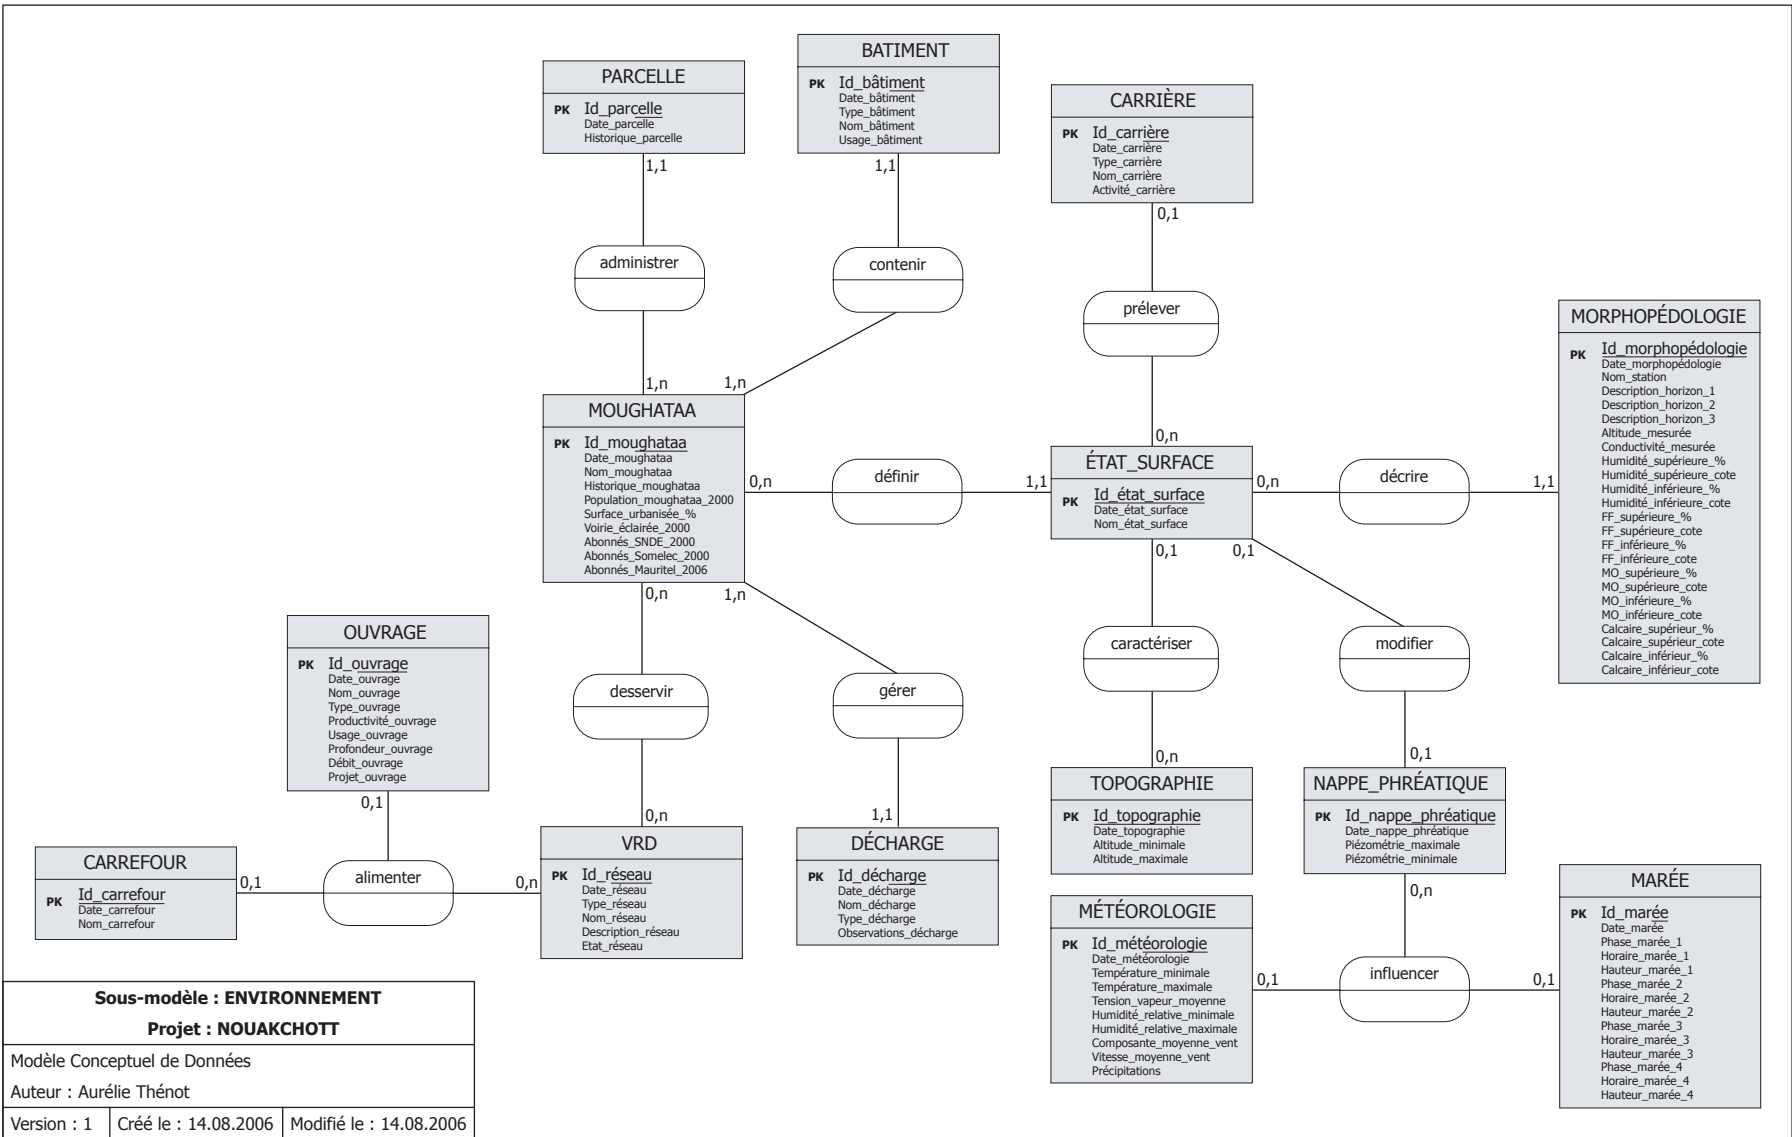 BATIMENT
PK Id_bâtiment
Date_bâtiment
Type_bâtiment
Nom_bâtiment
Usage_bâtiment
1,1
PARCELLE
PK Id_parcelle
Date_parcelle
Historique_parcelle
1,1
CARRIÈRE
PK Id_carrière
Date_carrière
Type_carrière
Nom_carrière
Activité_carrière
0,1
administrer
contenir
prélever
1,n
1,n
0,n
MORPHOPÉDOLOGIE
PK Id_morphopédologie
Date_morphopédologie
Nom_station
Description_horizon_1
Description_horizon_2
Description_horizon_3
Altitude_mesurée
Conductivité_mesurée
Humidité_supérieure_%
Humidité_supérieure_cote
Humidité_inférieure_%
Humidité_inférieure_cote
FF_supérieure_%
FF_supérieure_cote
FF_inférieure_%
FF_inférieure_cote
MO_supérieure_%
MO_supérieure_cote
MO_inférieure_%
MO_inférieure_cote
Calcaire_supérieur_%
Calcaire_supérieur_cote
Calcaire_inférieur_%
Calcaire_inférieur_cote
MOUGHATAA
PK Id_moughataa
Date_moughataa
Nom_moughataa
Historique_moughataa
Population_moughataa_2000
Surface_urbanisée_%
Voirie_éclairée_2000
Abonnés_SNDE_2000
Abonnés_Somelec_2000
Abonnés_Mauritel_2006
0,n
définir
1,1
ÉTAT_SURFACE
PK Id_état_surface
Date_état_surface
Nom_état_surface
0,n
décrire
1,1
0,1
0,1
0,n
1,n
caractériser
modifier
desservir
gérer
OUVRAGE
PK Id_ouvrage
Date_ouvrage
Nom_ouvrage
Type_ouvrage
Productivité_ouvrage
Usage_ouvrage
Profondeur_ouvrage
Débit_ouvrage
Projet_ouvrage
0,1
0,n
0,1
0,n
1,1
TOPOGRAPHIE
PK Id_topographie
Date_topographie
Altitude_minimale
Altitude_maximale
NAPPE_PHRÉATIQUE
PK Id_nappe_phréatique
Date_nappe_phréatique
Piézométrie_maximale
Piézométrie_minimale
0,n
CARREFOUR
PK Id_carrefour
Date_carrefour
Nom_carrefour
0,1
alimenter
0,n
VRD
PK Id_réseau
Date_réseau
Type_réseau
Nom_réseau
Description_réseau
Etat_réseau
DÉCHARGE
PK Id_décharge
Date_décharge
Nom_décharge
Type_décharge
Observations_décharge
MÉTÉOROLOGIE
PK Id_météorologie
Date_météorologie
Température_minimale
Température_maximale
Tension_vapeur_moyenne
Humidité_relative_minimale
Humidité_relative_maximale
Composante_moyenne_vent
Vitesse_moyenne_vent
Précipitations
0,1
influencer
0,1
MARÉE
PK Id_marée
Date_marée
Phase_marée_1
Horaire_marée_1
Hauteur_marée_1
Phase_marée_2
Horaire_marée_2
Hauteur_marée_2
Phase_marée_3
Horaire_marée_3
Hauteur_marée_3
Phase_marée_4
Horaire_marée_4
Hauteur_marée_4
Sous-modèle : ENVIRONNEMENT
Projet : NOUAKCHOTT
Modèle Conceptuel de Données
Auteur : Aurélie Thénot
Version : 1 Créé le : 14.08.2006 Modifié le : 14.08.2006